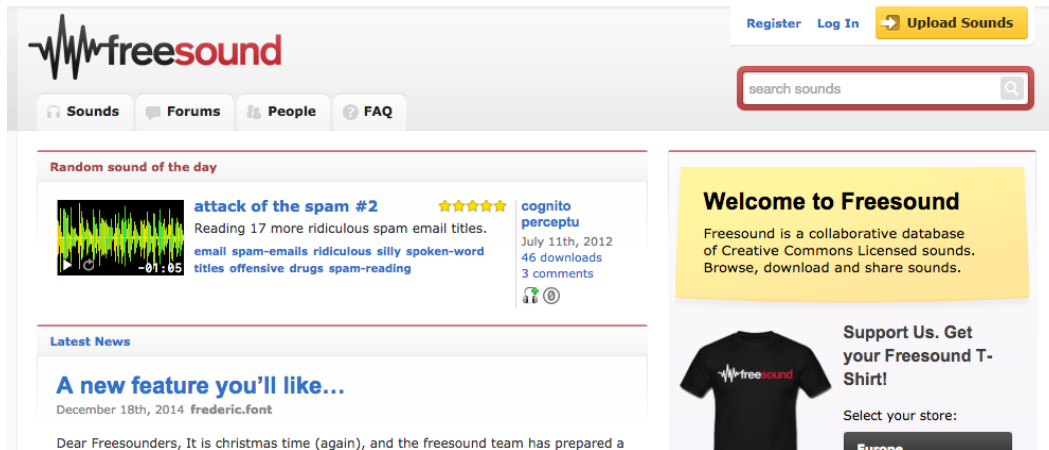 Register Log In Upload Sounds
freesound
search sounds
Sounds Forums People FAQ
Random sound of the day
attack of the spam #2
Reading 17 more ridiculous spam email titles.
email spam-emails ridiculous silly spoken-word
titles offensive drugs spam-reading
-01:05
cognito
perceptu
July 11th, 2012
46 downloads
3 comments
0
Latest News
A new feature you'll like...
December 18th, 2014 frederic.font
Dear Freesounders, It is christmas time (again), and the freesound team has prepared a
Welcome to Freesound
Freesound is a collaborative database
of Creative Commons Licensed sounds.
Browse, download and share sounds.
freesound
Support Us. Get
your Freesound T-
Shirt!
Select your store:
Europe